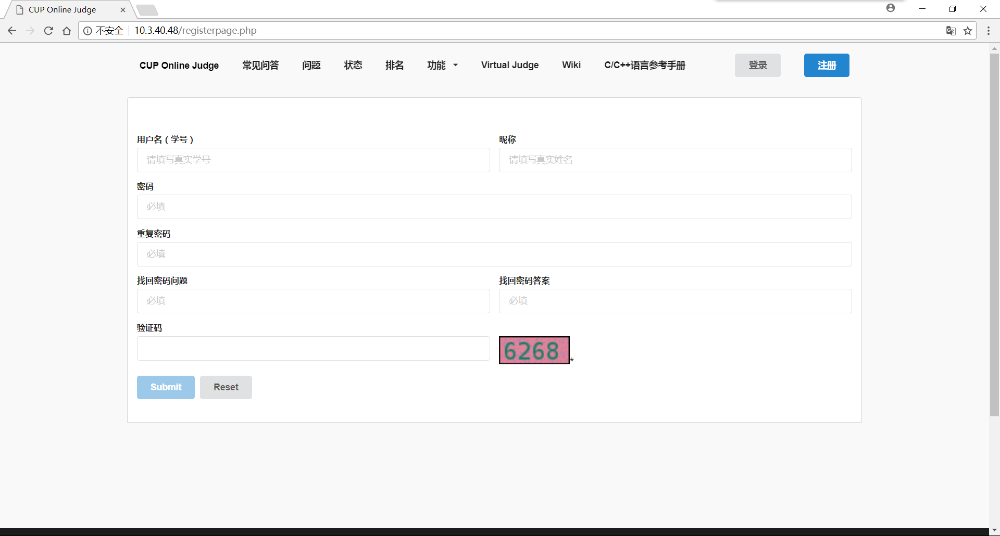 CUP Online Judge
不安全 10.3.40.48/registerpage.php
CUP Online Judge 常见问答 问题 状态 排名 功能 Virtual Judge Wiki C/C++语言参考手册 登录 注册
用户名（学号） 昵称
请填写真实学号 请填写真实姓名
密码
必填
重复密码
必填
找回密码问题 找回密码答案
必填 必填
验证码
6268 *
Submit Reset